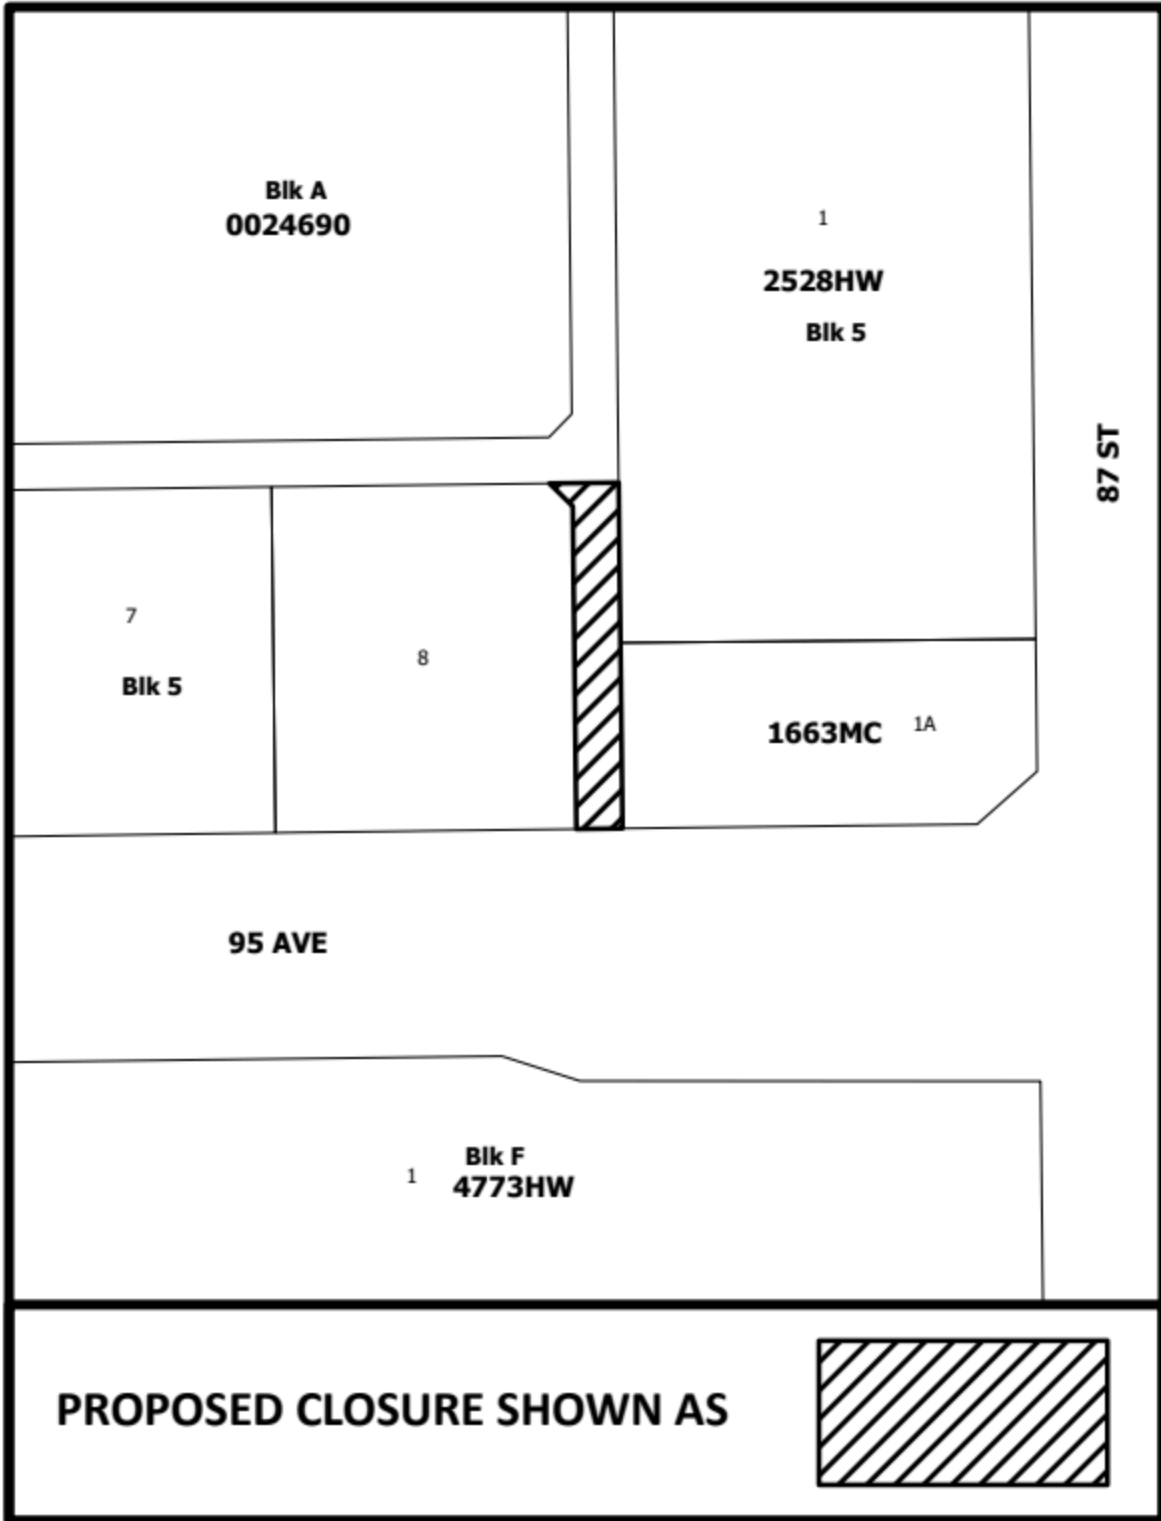 Blk A
0024690
1
2528HW
Blk 5
87 ST
7
Blk 5
8
1663MC
1A
95 AVE
Blk F
1
4773HW
PROPOSED CLOSURE SHOWN AS